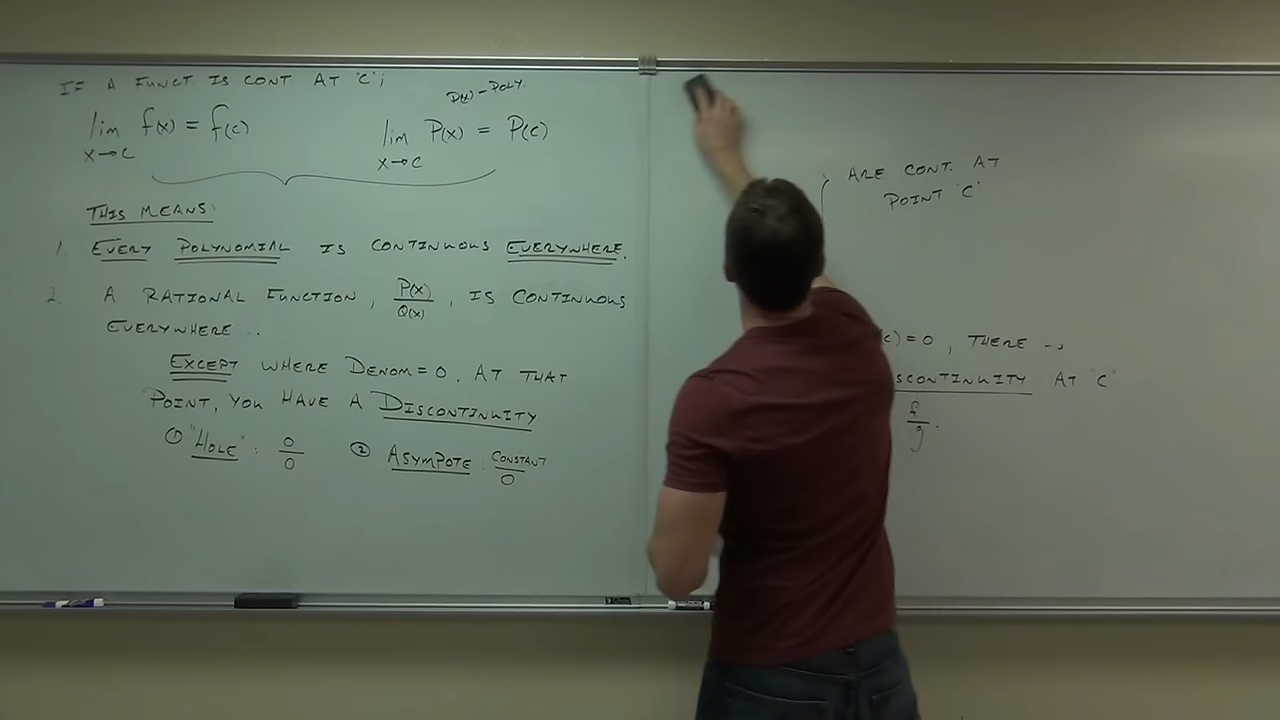 IF A FUNCT IS CONT AT 'C';
P(x) - POLY.
lim f(x) = f(c)
x→c
lim P(x) = P(c)
x→c
THIS MEANS:
1. EVERY POLYNOMIAL IS CONTINUOUS EVERYWHERE.
2. A RATIONAL FUNCTION, P(x)/Q(x), IS CONTINUOUS
EVERYWHERE...
EXCEPT WHERE DENOM=0. AT THAT
POINT, YOU HAVE A DISCONTINUITY
① "HOLE": 0/0 ② ASYMPOTE: CONSTANT/0
ARE CONT. AT
POINT 'C'
(c)=0, THERE
SCONTINUITY AT 'C'
f/g.